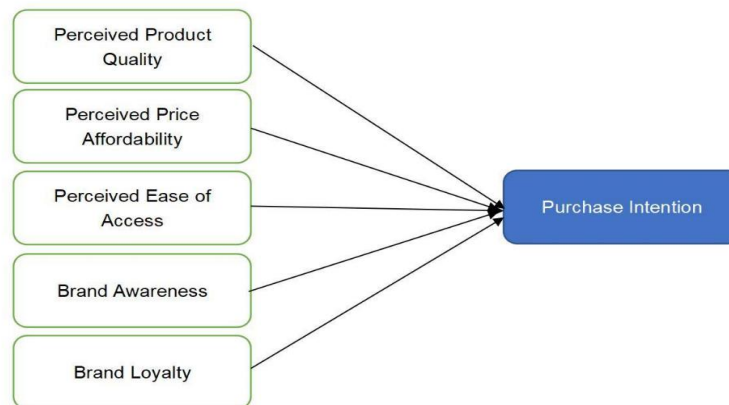 Perceived Product
Quality
Perceived Price
Affordability
Perceived Ease of
Access
Brand Awareness
Brand Loyalty
Purchase Intention